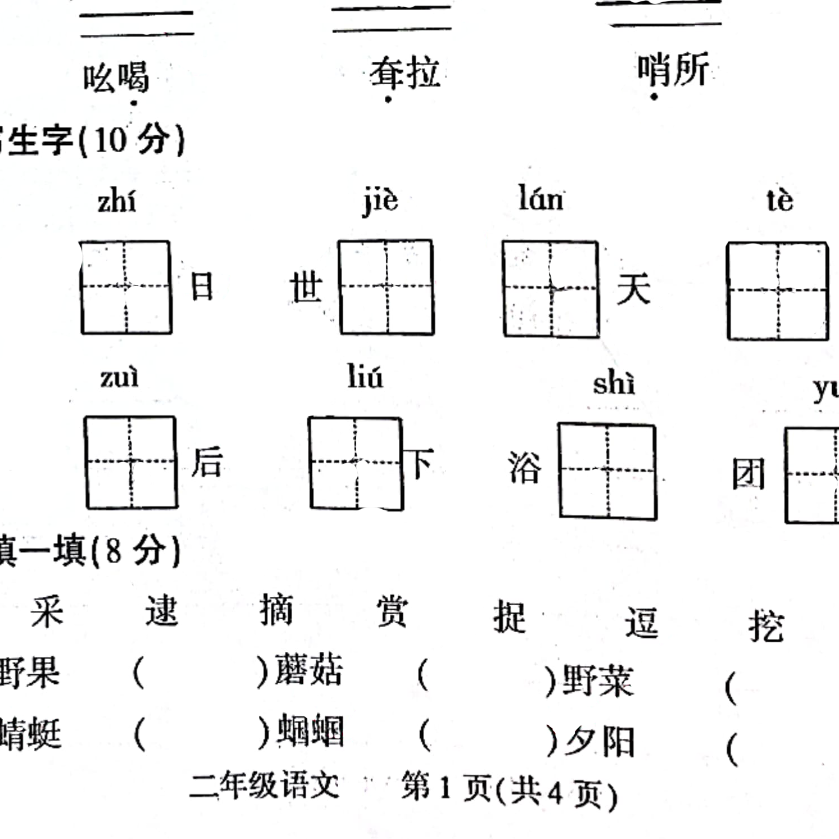 吆喝 耷拉 哨所
写生字(10 分)
zhí jiè lán tè
日 世 天
zuì liú shì
后 下 浴 团
填一填(8 分)
采 逮 摘 赏 捉 逗 挖
野果 ( )蘑菇 ( )野菜 (
蜻蜓 ( )蝈蝈 ( )夕阳 (
二年级语文 第 1 页(共 4 页)